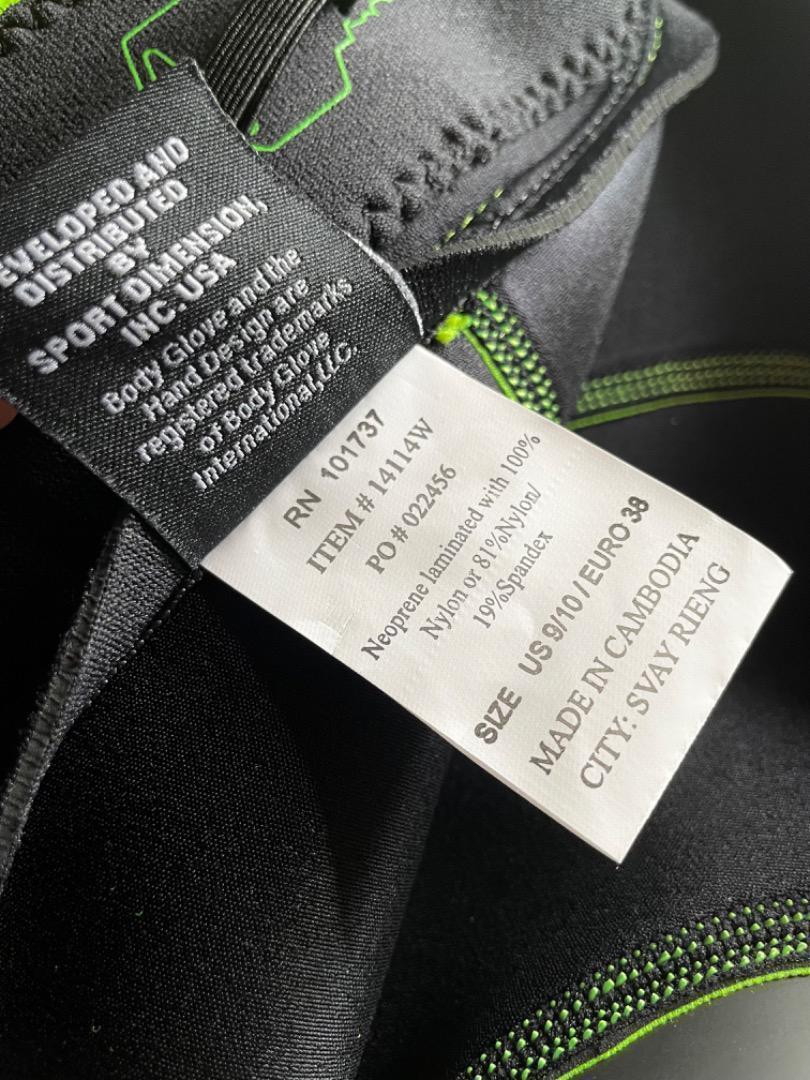 EVELOPED AND
DISTRIBUTED
BY
SPORT DIMENSION,
INC. USA
Body Glove and the
Hand Design are
registered trademarks
of Body Glove
International, LLC.
RN 101737
ITEM # 14114W
PO # 022456
Neoprene laminated with 100%
Nylon or 81%Nylon/
19%Spandex
SIZE US 9/10 / EURO 38
MADE IN CAMBODIA
CITY: SVAY RIENG